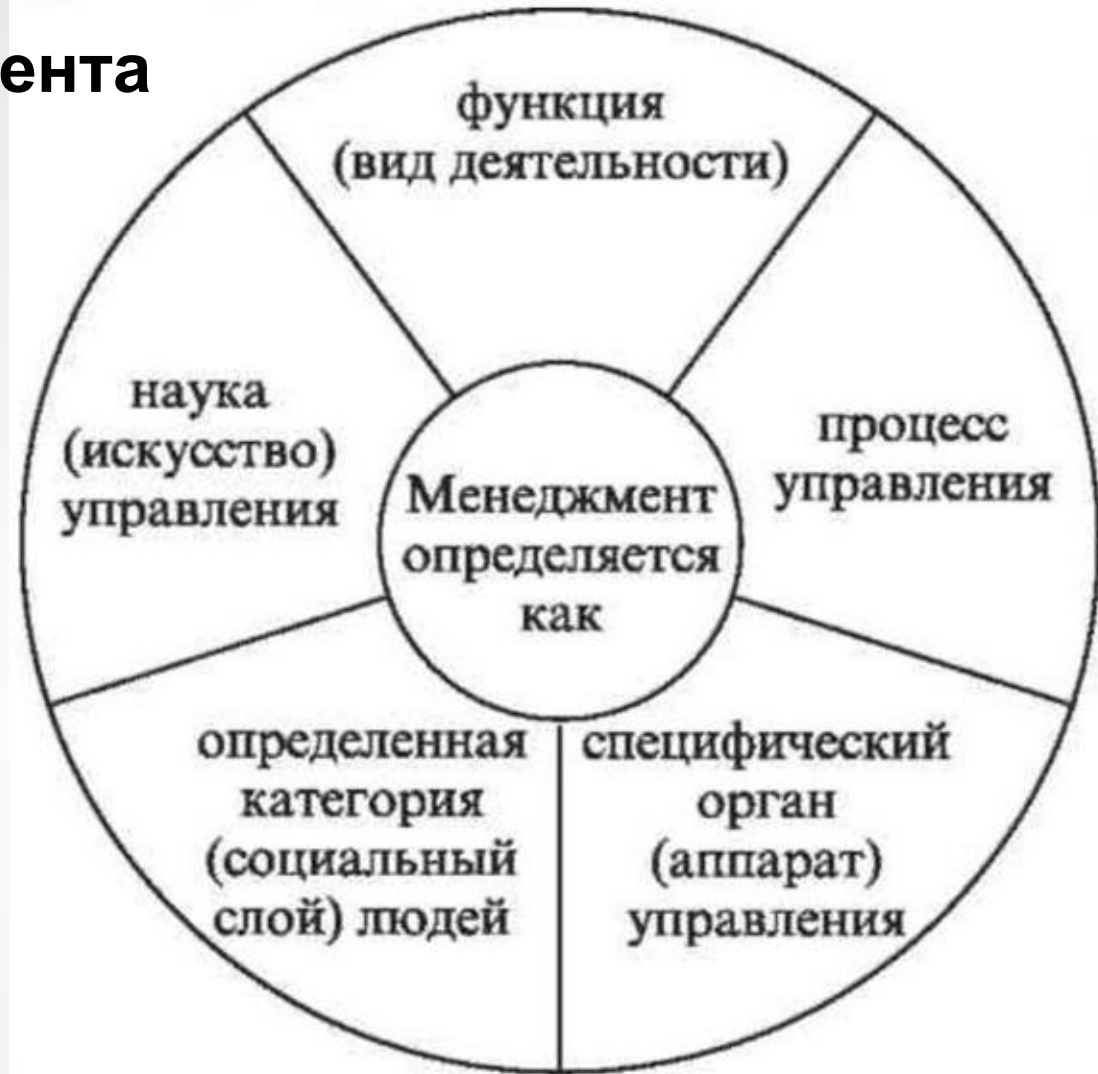 ента
функция
(вид деятельности)
процесс
управления
специфический
орган
(аппарат)
управления
определенная
категория
(социальный
слой) людей
наука
(искусство)
управления
Менеджмент
определяется
как